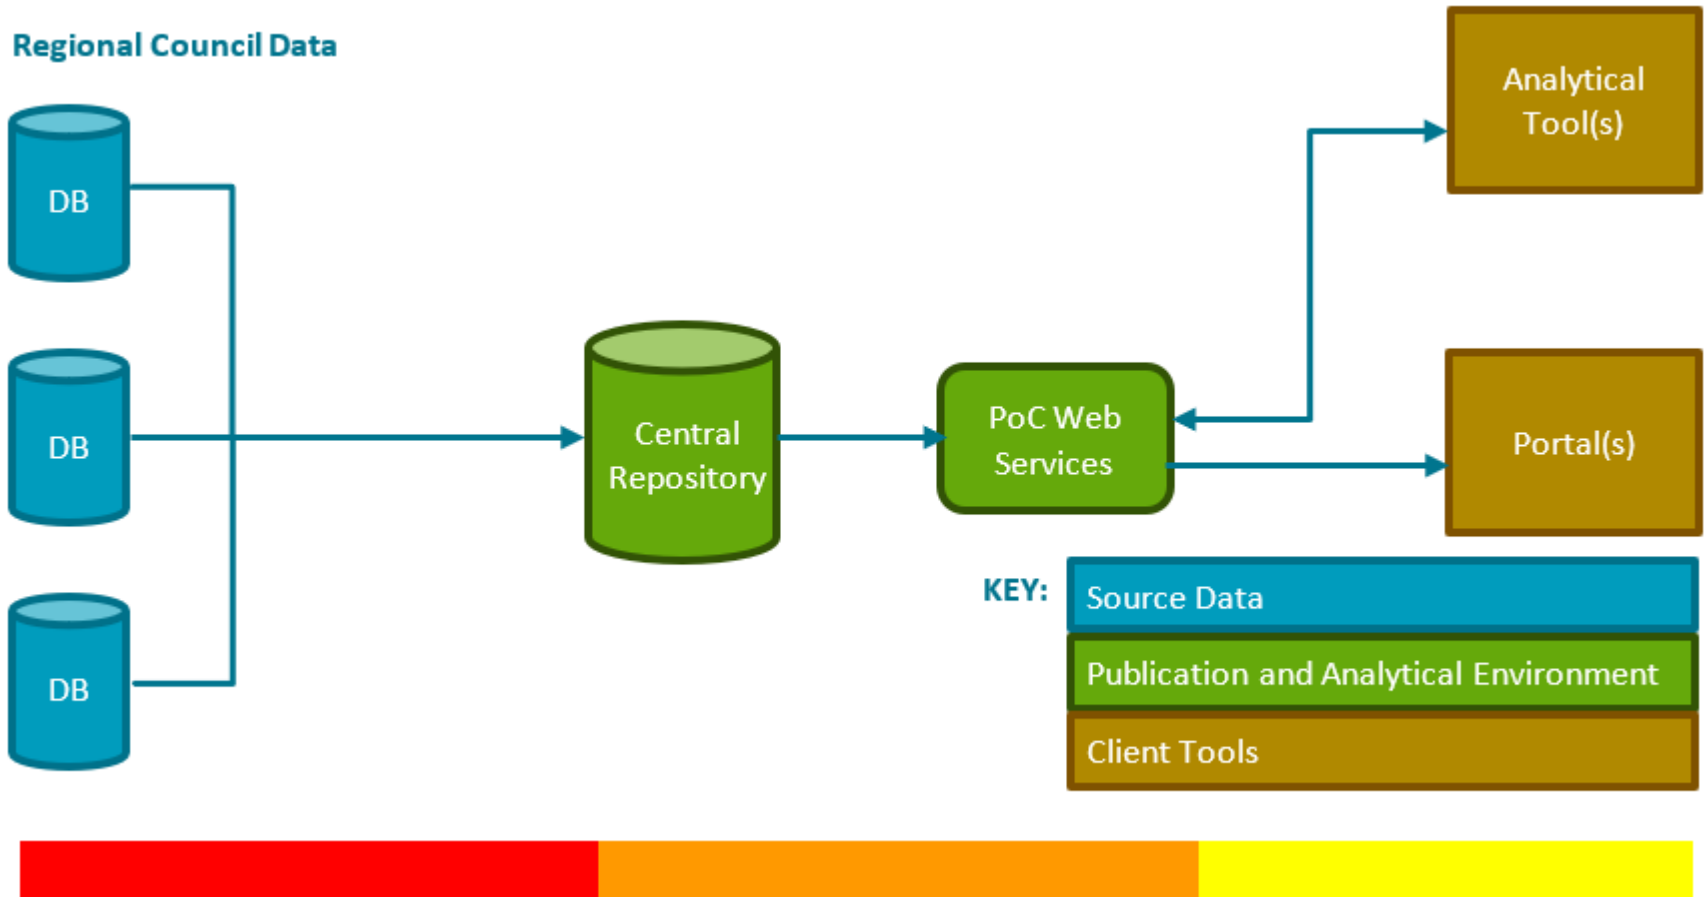 Regional Council Data
DB
DB
DB
Central
Repository
PoC Web
Services
Analytical
Tool(s)
Portal(s)
KEY:
Source Data
Publication and Analytical Environment
Client Tools